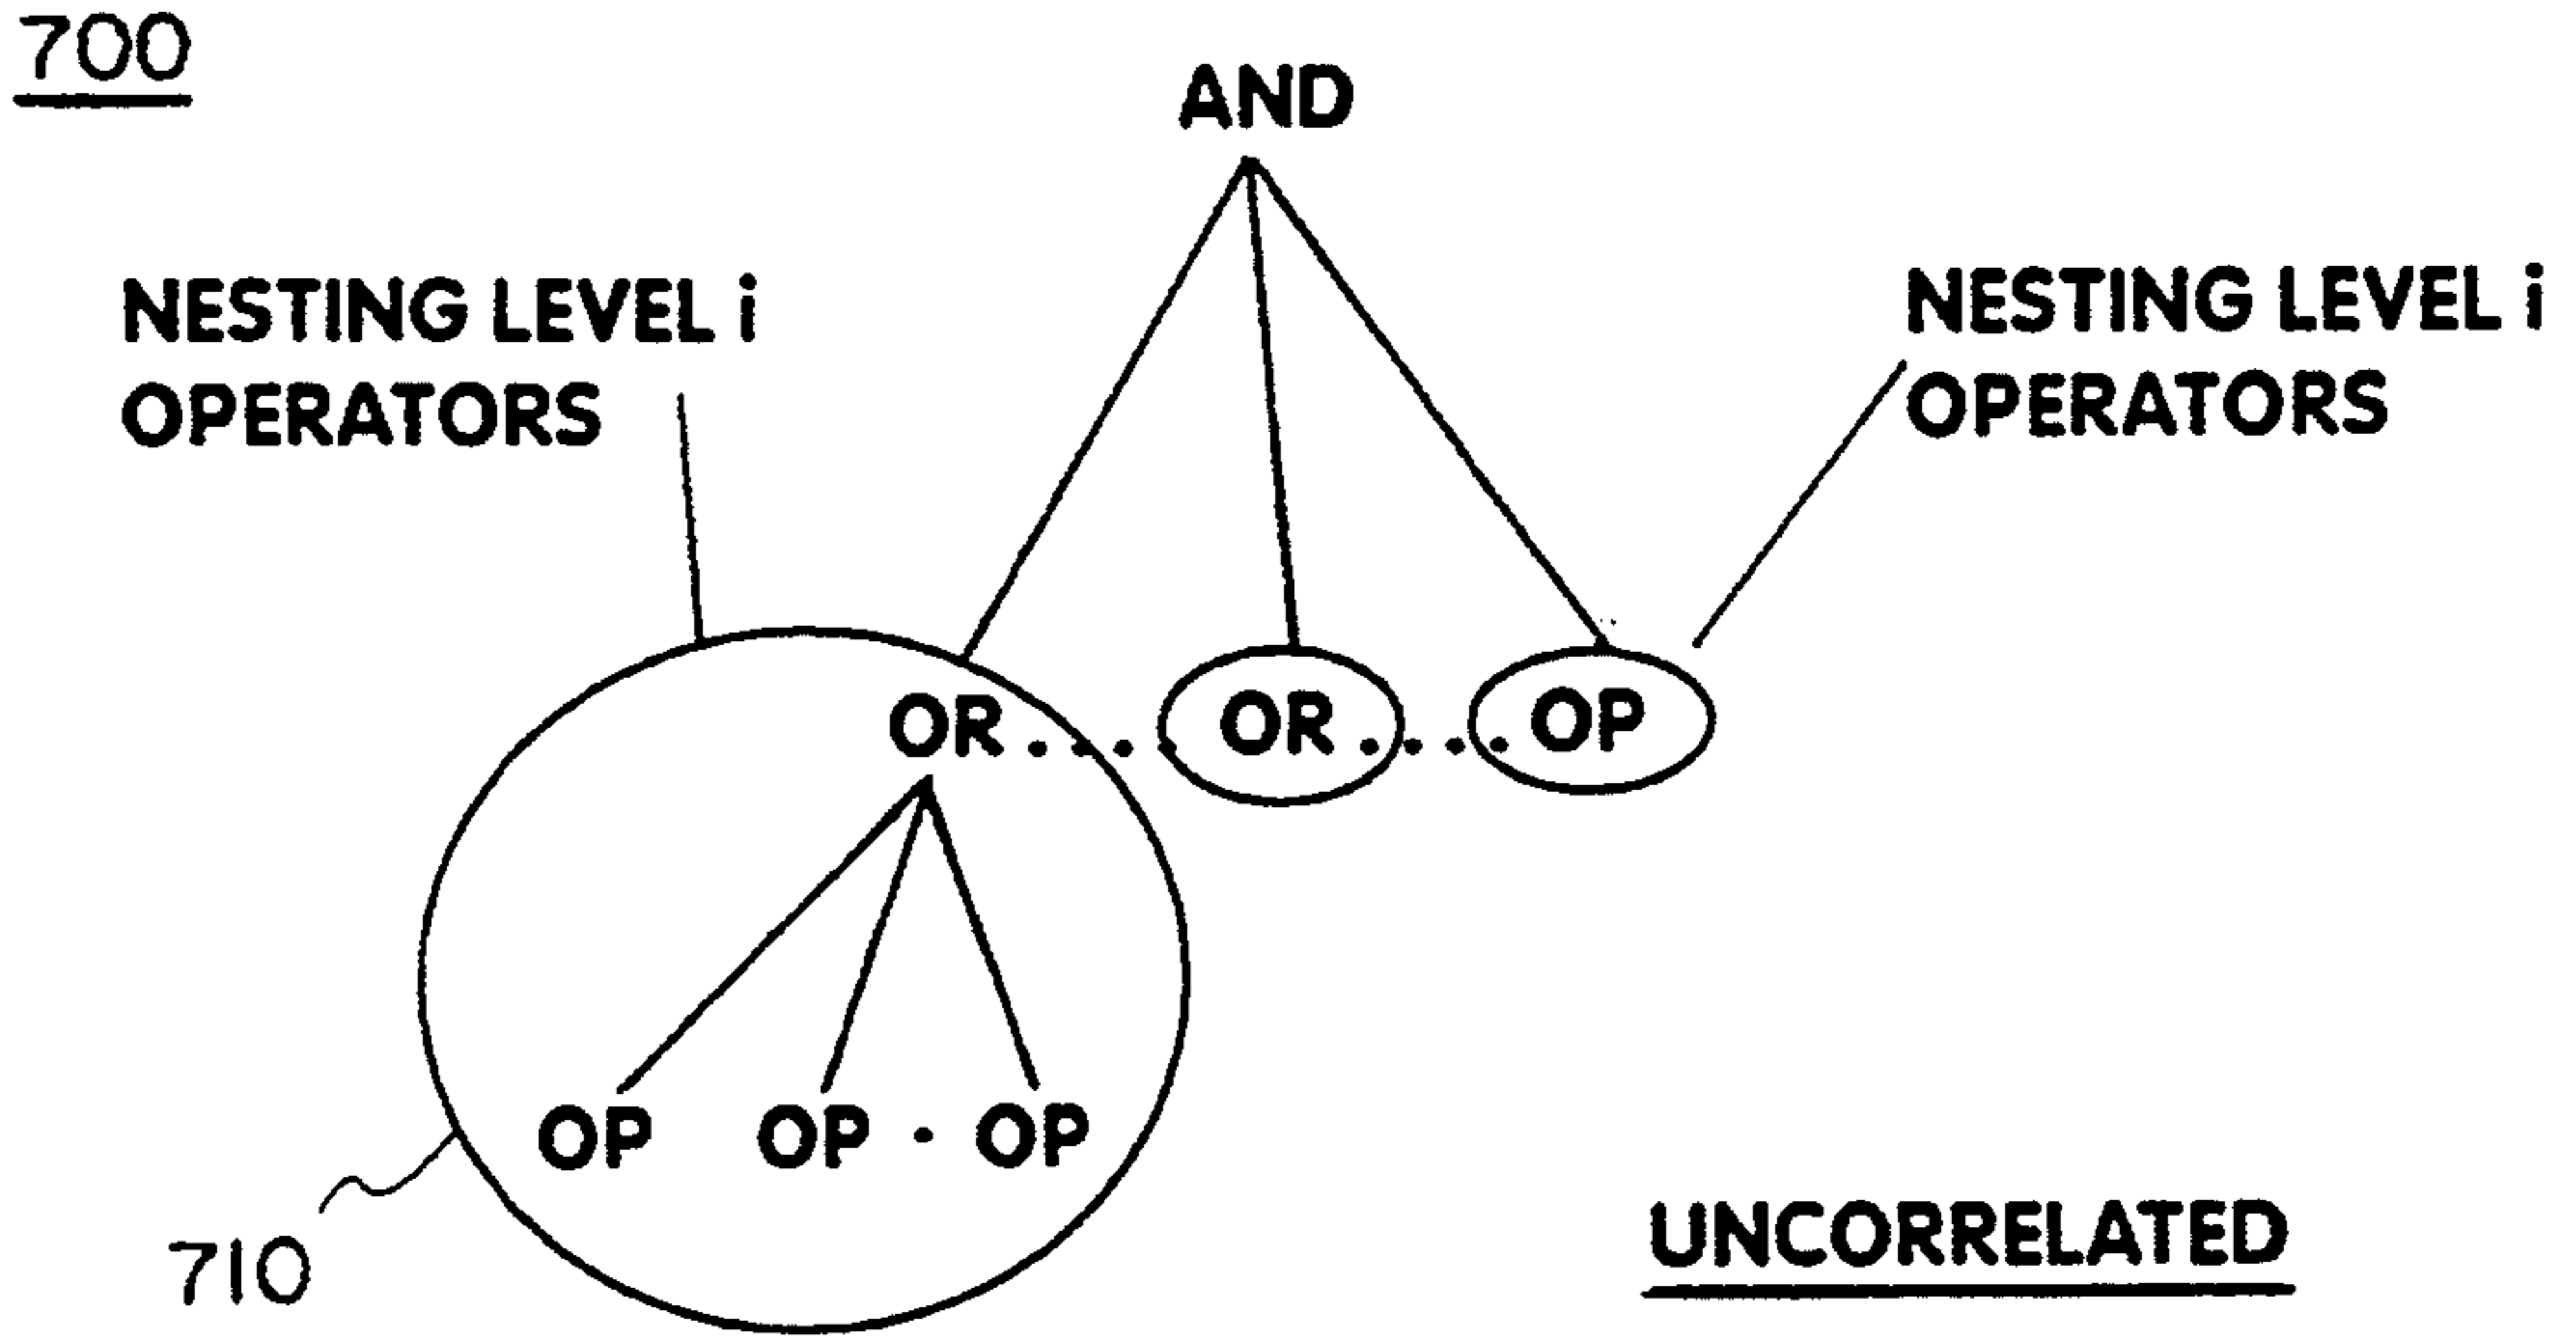 700
AND
NESTING LEVEL i
OPERATORS
NESTING LEVEL i
OPERATORS
OR....OR....OP
OP OP · OP
710
UNCORRELATED